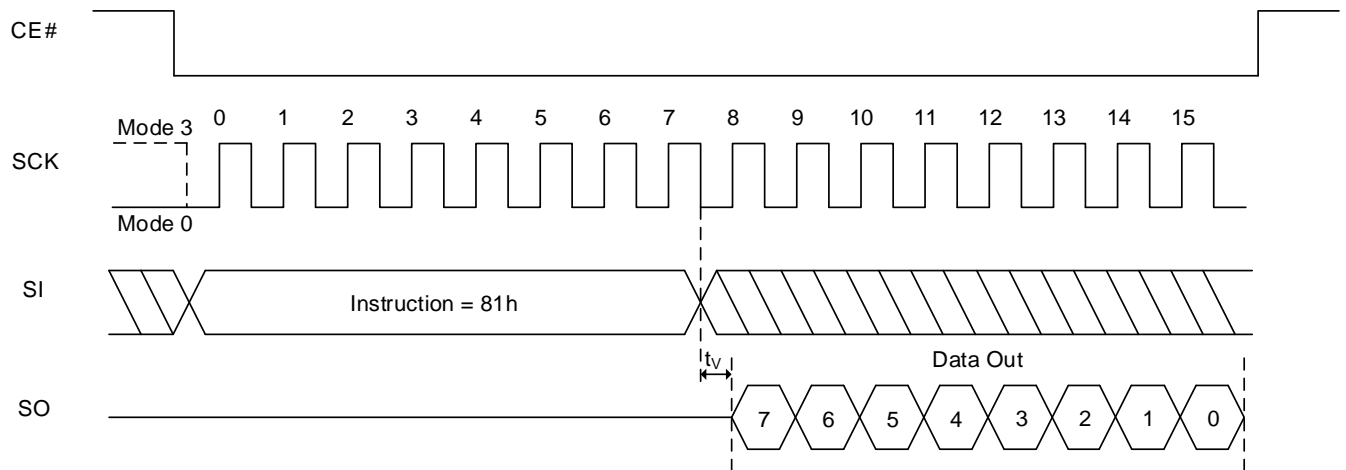 CE#
Mode 3
0 1 2 3 4 5 6 7 8 9 10 11 12 13 14 15
SCK
Mode 0
SI
Instruction = 81h
tV
Data Out
SO
7 6 5 4 3 2 1 0